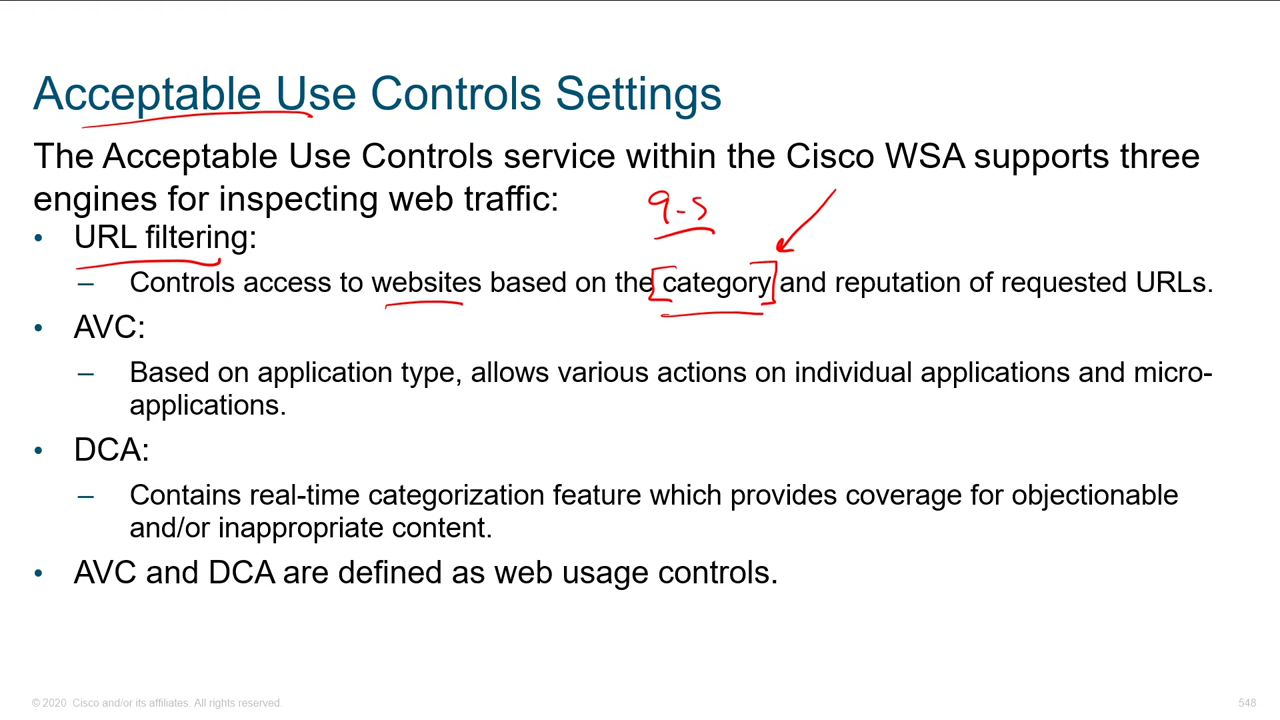 Acceptable Use Controls Settings
The Acceptable Use Controls service within the Cisco WSA supports three
engines for inspecting web traffic:
9-5
• URL filtering:
– Controls access to websites based on the [category] and reputation of requested URLs.
• AVC:
– Based on application type, allows various actions on individual applications and micro-
applications.
• DCA:
– Contains real-time categorization feature which provides coverage for objectionable
and/or inappropriate content.
• AVC and DCA are defined as web usage controls.
© 2020 Cisco and/or its affiliates. All rights reserved.
548